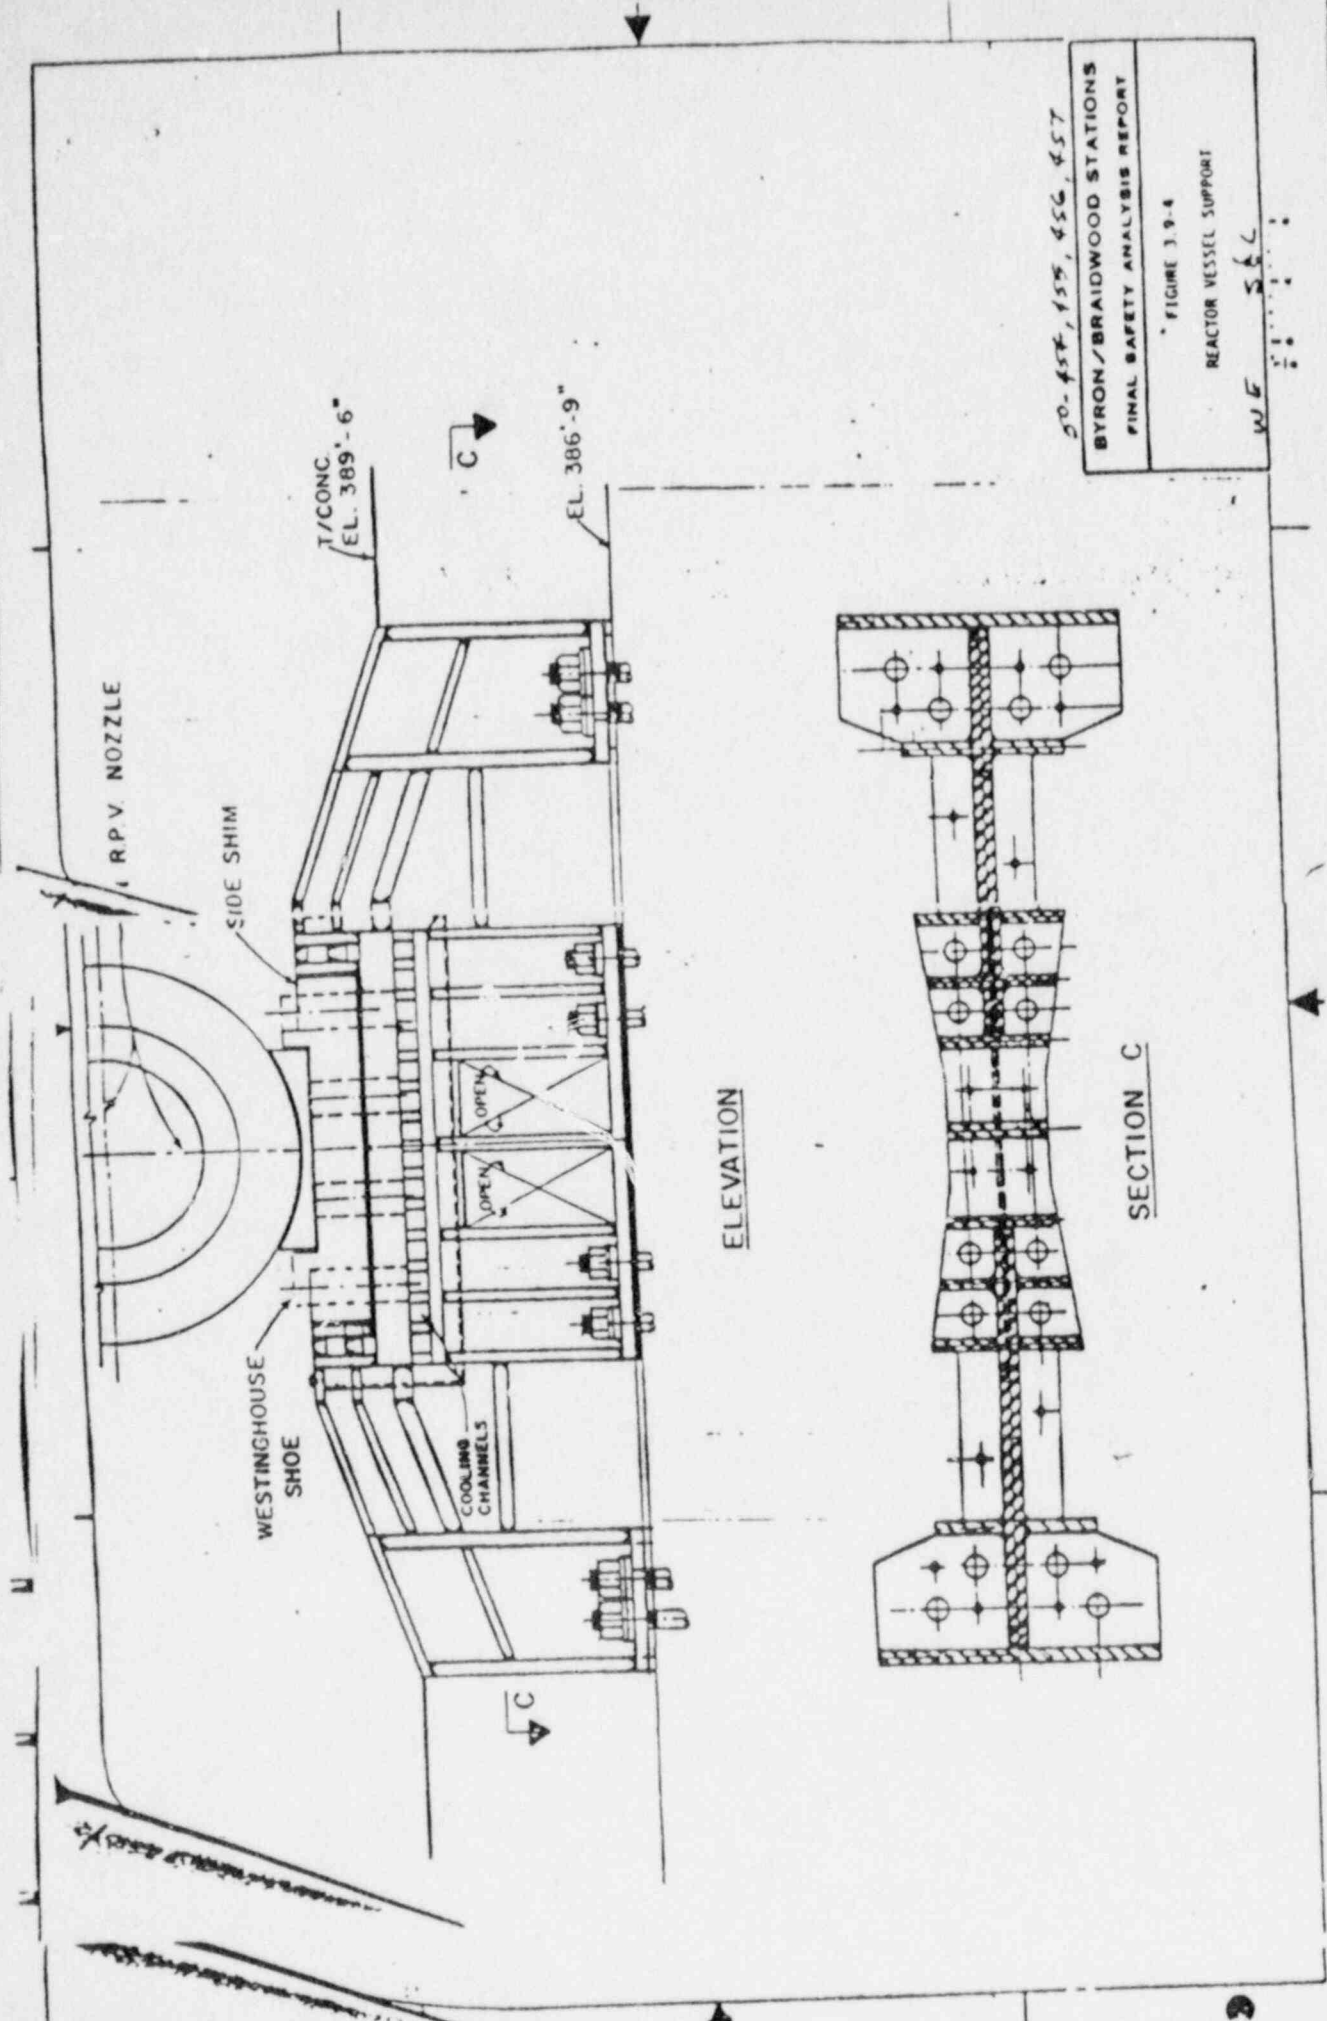 R.P.V. NOZZLE
SIDE SHIM
T/CONC.
EL. 389'-6"
C
EL. 386'-9"
WESTINGHOUSE
SHOE
OPEN
OPEN
COOLING
CHANNELS
C
ELEVATION
SECTION C
50-454, 455, 456, 457
BYRON/BRAIDWOOD STATIONS
FINAL SAFETY ANALYSIS REPORT
FIGURE 3.9-4
REACTOR VESSEL SUPPORT